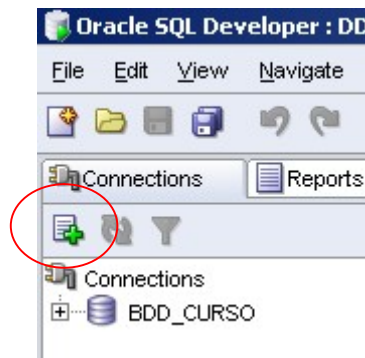 Oracle SQL Developer : DD
File Edit View Navigate
Connections Reports
Connections
BDD_CURSO